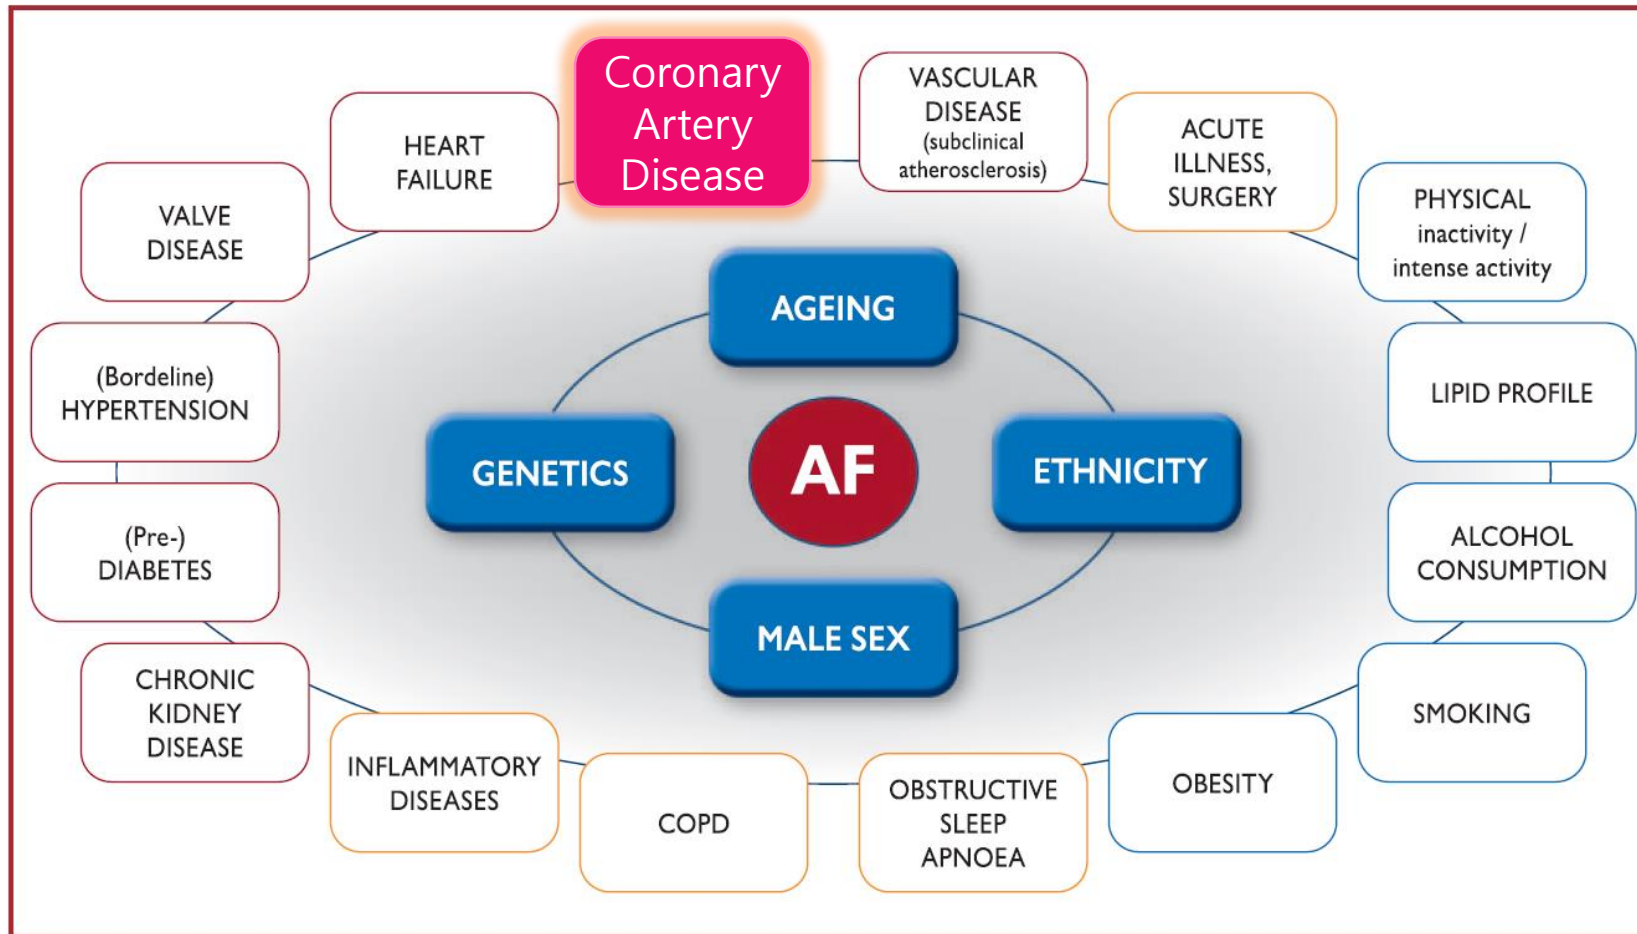 Coronary
Artery
Disease
VASCULAR
DISEASE
(subclinical
atherosclerosis)
ACUTE
ILLNESS,
SURGERY
PHYSICAL
inactivity /
intense activity
LIPID PROFILE
ALCOHOL
CONSUMPTION
SMOKING
OBESITY
OBSTRUCTIVE
SLEEP
APNOEA
COPD
INFLAMMATORY
DISEASES
CHRONIC
KIDNEY
DISEASE
(Pre-)
DIABETES
(Bordeline)
HYPERTENSION
VALVE
DISEASE
HEART
FAILURE
AGEING
GENETICS
AF
ETHNICITY
MALE SEX